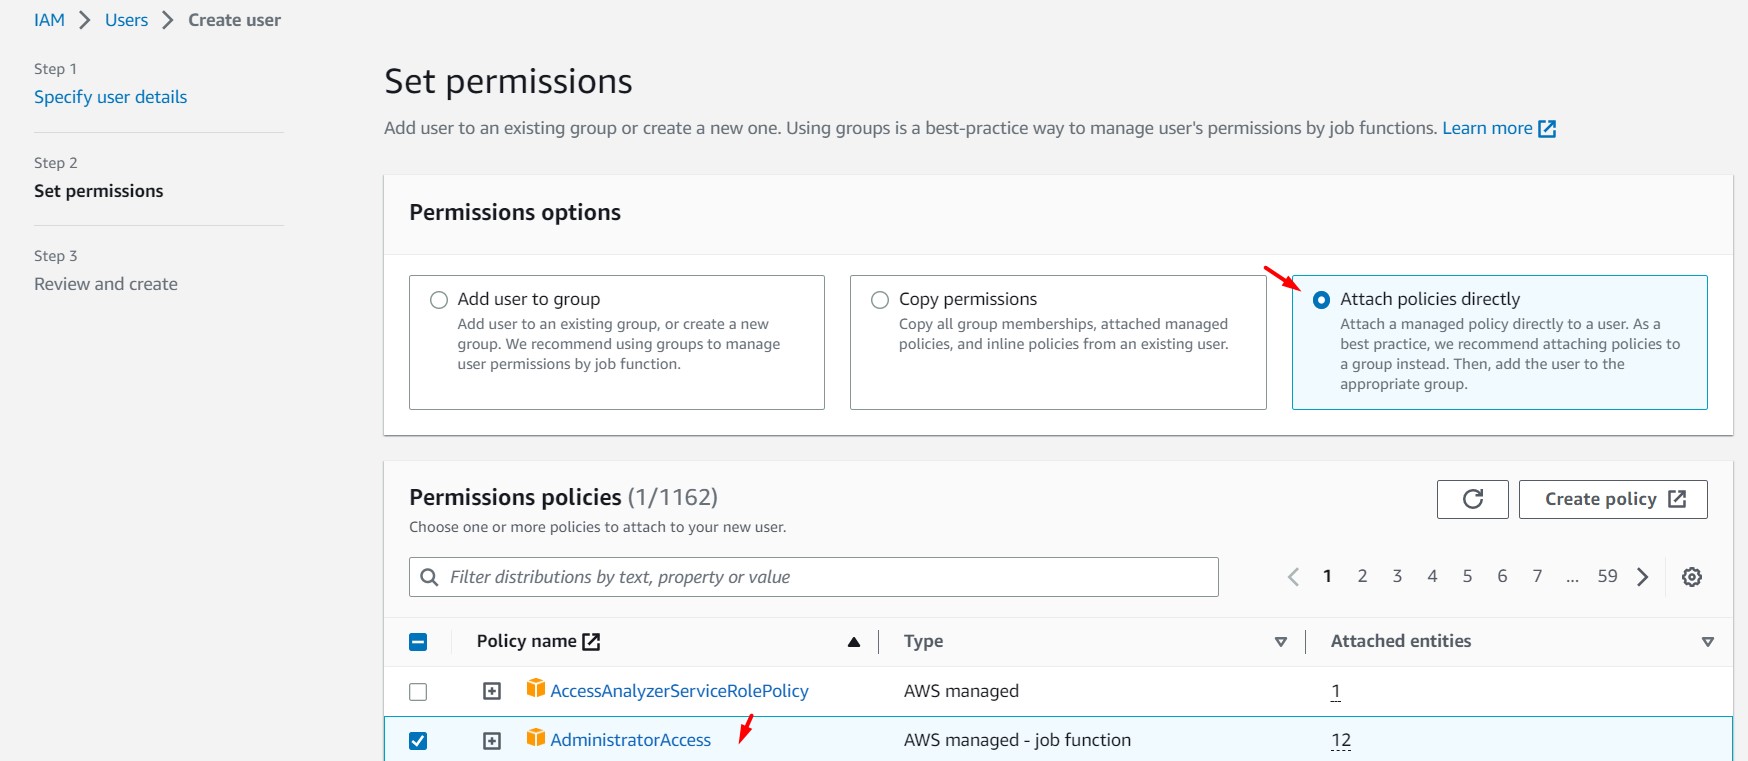 IAM > Users > Create user
Step 1
Specify user details
Step 2
Set permissions
Step 3
Review and create
Set permissions
Add user to an existing group or create a new one. Using groups is a best-practice way to manage user's permissions by job functions. Learn more
Permissions options
Add user to group
Add user to an existing group, or create a new
group. We recommend using groups to manage
user permissions by job function.
Copy permissions
Copy all group memberships, attached managed
policies, and inline policies from an existing user.
Attach policies directly
Attach a managed policy directly to a user. As a
best practice, we recommend attaching policies to
a group instead. Then, add the user to the
appropriate group.
Permissions policies (1/1162)
Choose one or more policies to attach to your new user.
Create policy
Filter distributions by text, property or value
1 2 3 4 5 6 7 ... 59
Policy name Type Attached entities
AccessAnalyzerServiceRolePolicy AWS managed 1
AdministratorAccess AWS managed - job function 12